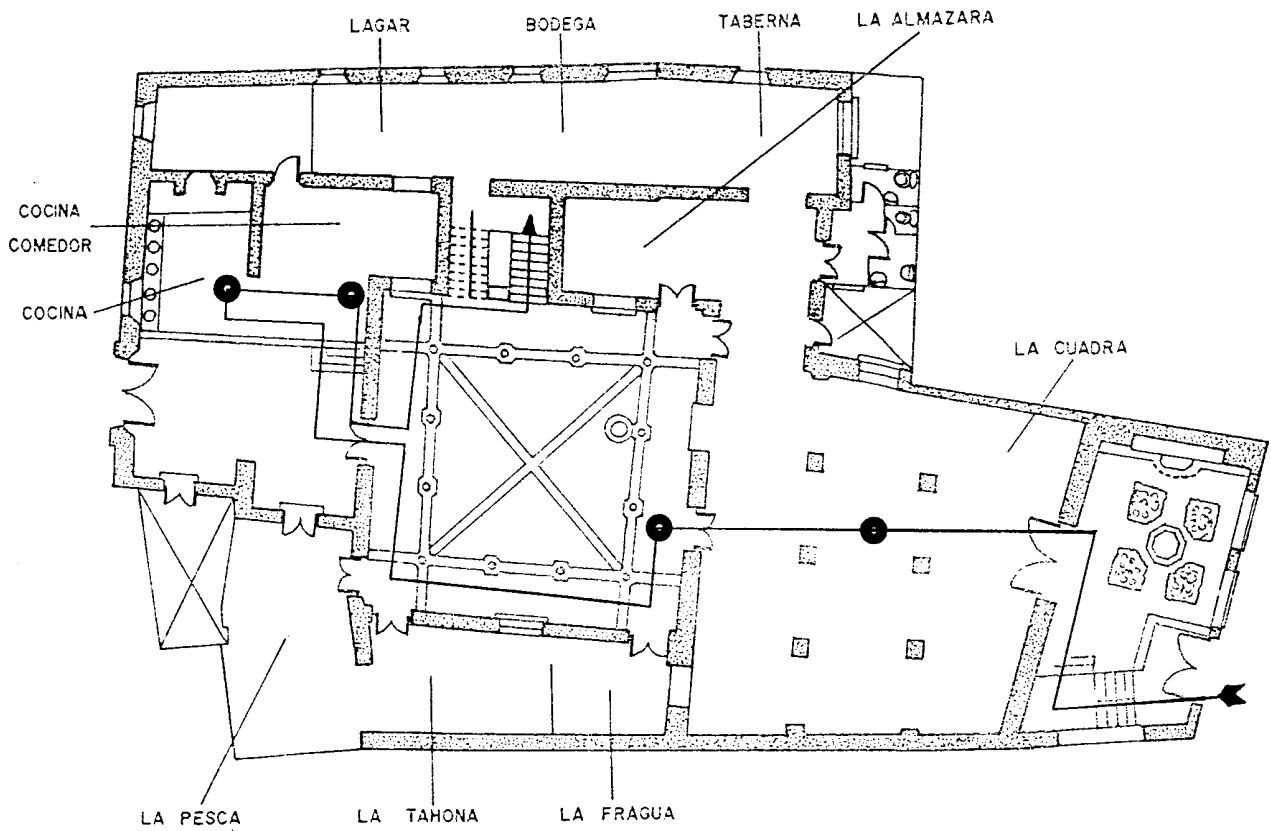 LAGAR
BODEGA
TABERNA
LA ALMAZARA
COCINA
COMEDOR
COCINA
LA CUADRA
LA PESCA
LA TAHONA
LA FRAGUA